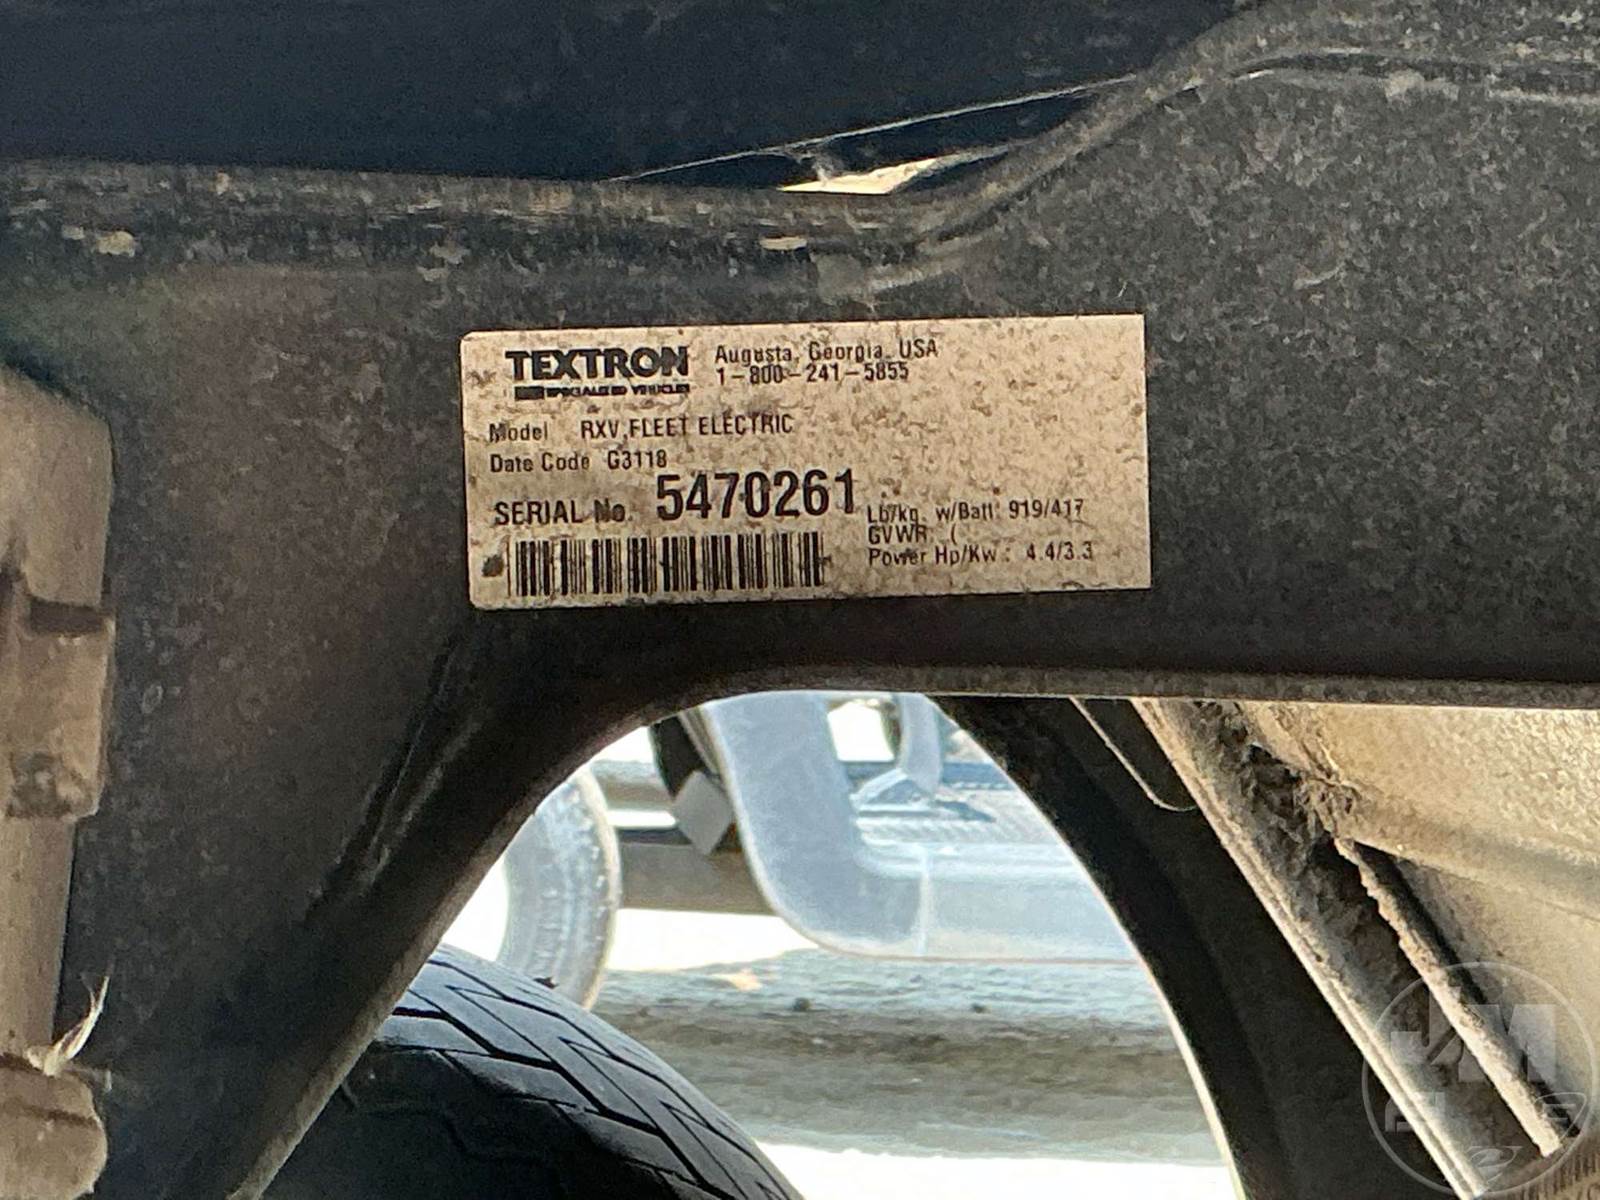 TEXTRON
SPECIALIZED VEHICLES
Augusta, Georgia, USA
1-800-241-5855
Model RXV,FLEET ELECTRIC
Date Code G3118
SERIAL No. 5470261
Lb/kg. w/Batt: 919/417
GVWR: (
Power Hp/Kw.: 4.4/3.3
JM